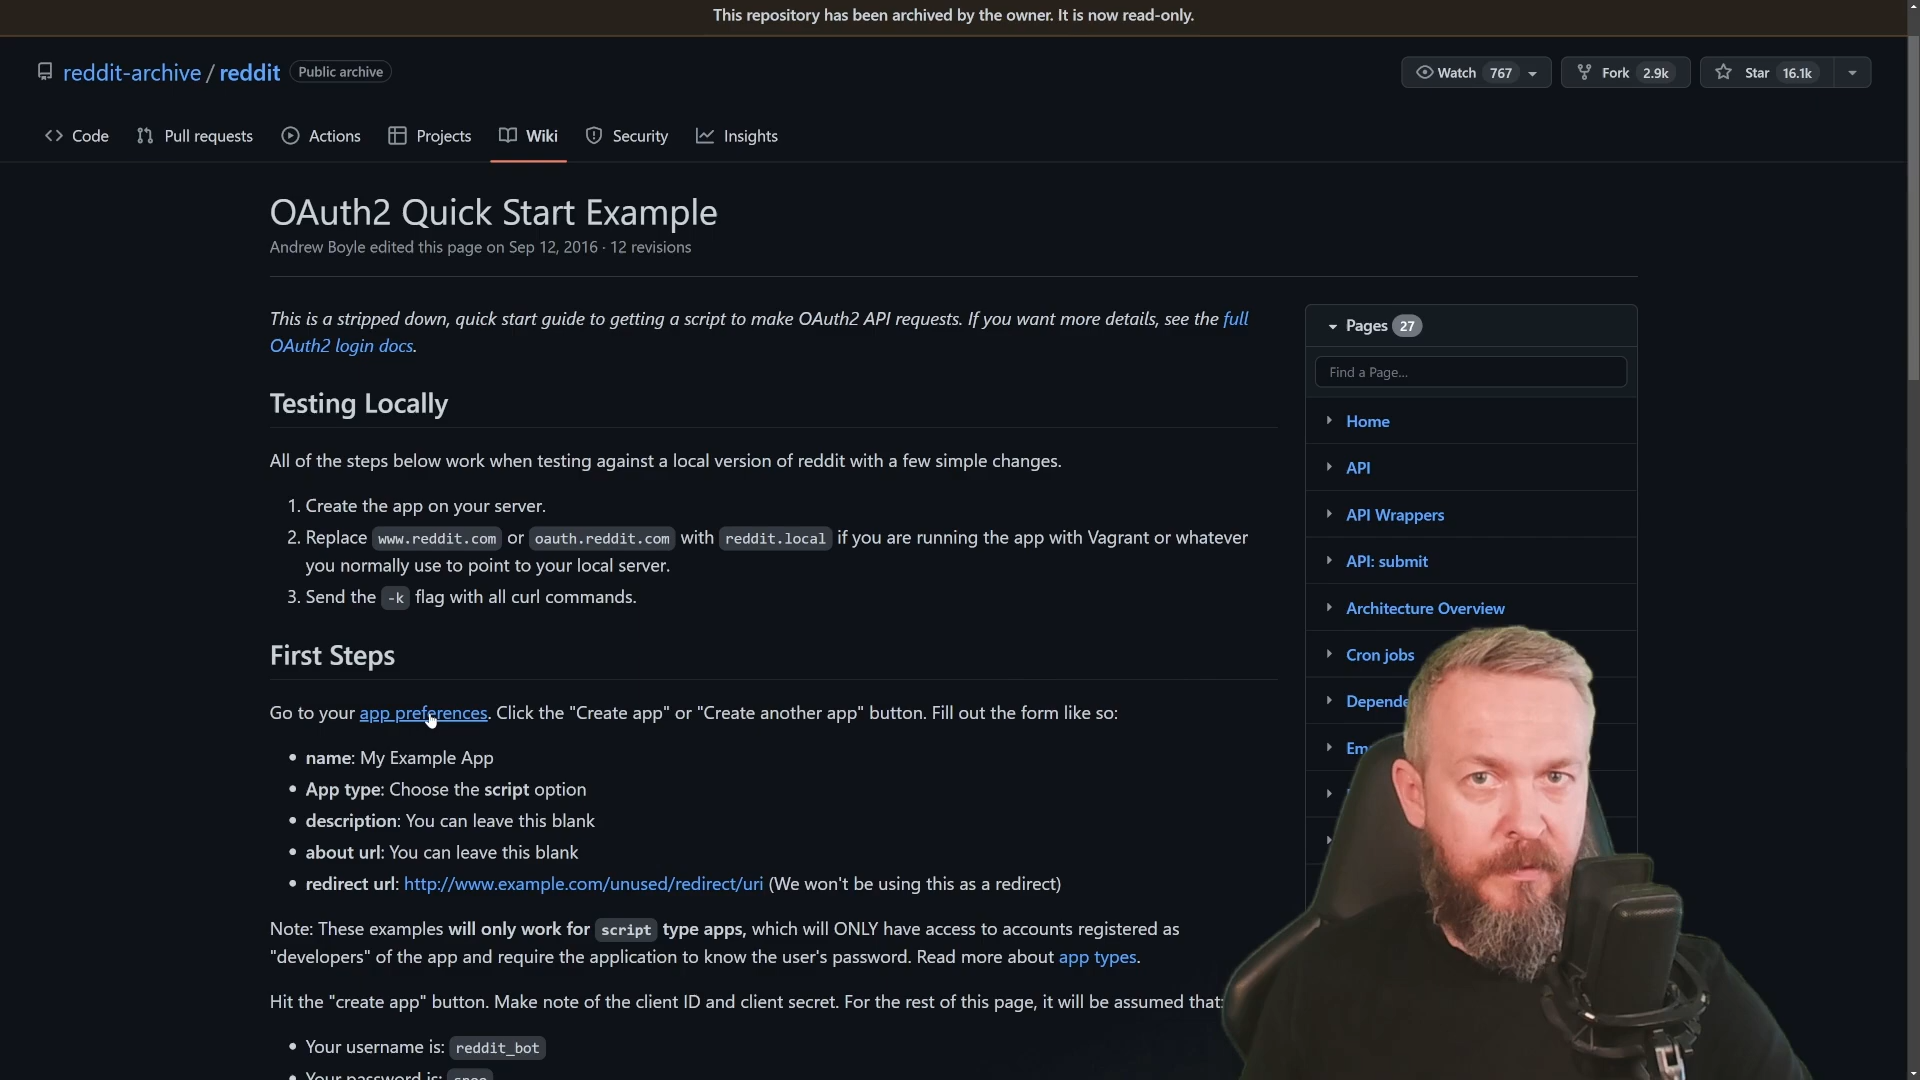 This repository has been archived by the owner. It is now read-only.
reddit-archive / reddit Public archive
Watch 767
Fork 2.9k
Star 16.1k
Code
Pull requests
Actions
Projects
Wiki
Security
Insights
OAuth2 Quick Start Example
Andrew Boyle edited this page on Sep 12, 2016 · 12 revisions
This is a stripped down, quick start guide to getting a script to make OAuth2 API requests. If you want more details, see the full
OAuth2 login docs.
Testing Locally
All of the steps below work when testing against a local version of reddit with a few simple changes.
1. Create the app on your server.
2. Replace www.reddit.com or oauth.reddit.com with reddit.local if you are running the app with Vagrant or whatever
you normally use to point to your local server.
3. Send the -k flag with all curl commands.
First Steps
Go to your app preferences. Click the "Create app" or "Create another app" button. Fill out the form like so:
• name: My Example App
• App type: Choose the script option
• description: You can leave this blank
• about url: You can leave this blank
• redirect url: http://www.example.com/unused/redirect/uri (We won't be using this as a redirect)
Note: These examples will only work for script type apps, which will ONLY have access to accounts registered as
"developers" of the app and require the application to know the user's password. Read more about app types.
Hit the "create app" button. Make note of the client ID and client secret. For the rest of this page, it will be assumed that:
• Your username is: reddit_bot
• Your password is:
Pages 27
Find a Page...
Home
API
API Wrappers
API: submit
Architecture Overview
Cron jobs
Depende
Em